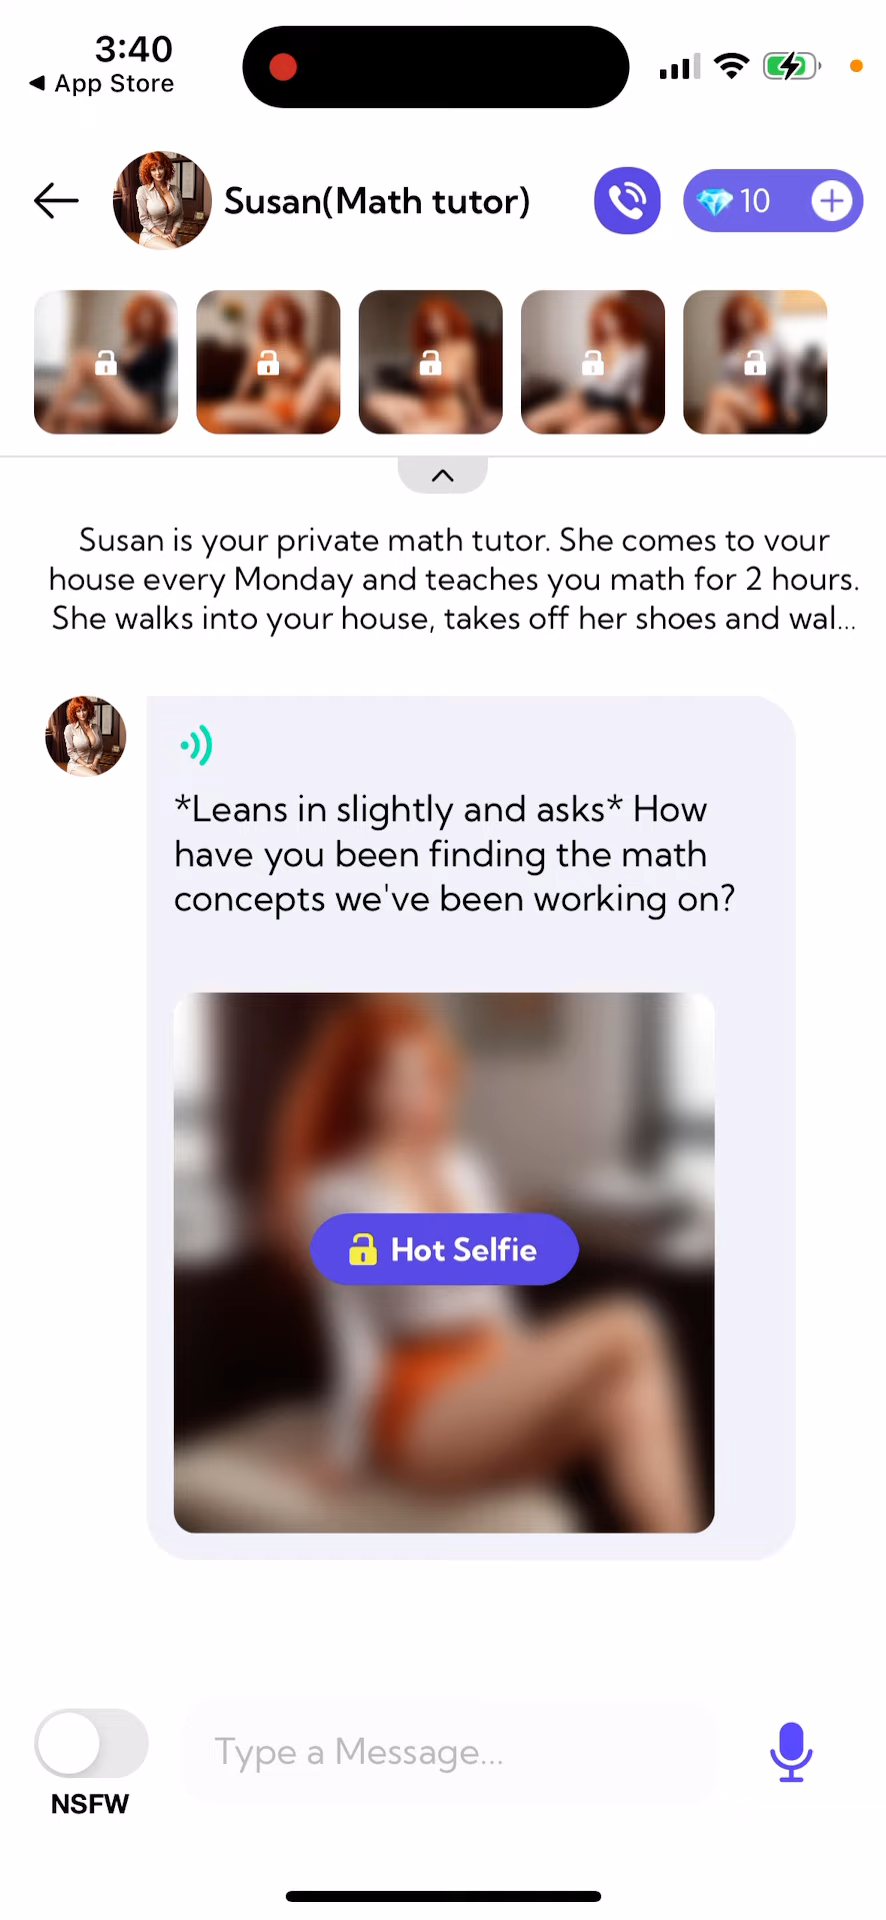 3:40
App Store
Susan(Math tutor)
10
Susan is your private math tutor. She comes to your
house every Monday and teaches you math for 2 hours.
She walks into your house, takes off her shoes and wal...
*Leans in slightly and asks* How
have you been finding the math
concepts we've been working on?
Hot Selfie
Type a Message...
NSFW